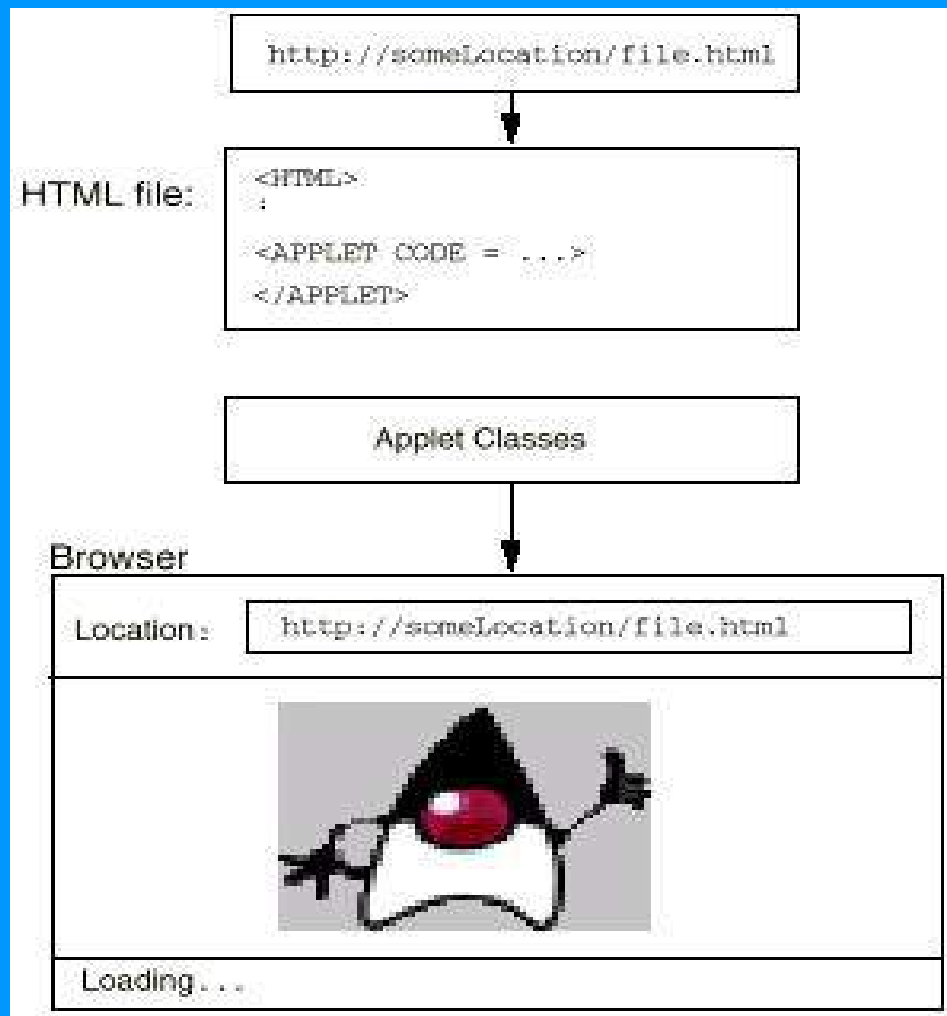 http://someLocation/file.html
HTML file:
<HTML>
:
<APPLET CODE = ...>
</APPLET>
Applet Classes
Browser
Location:
http://someLocation/file.html
Loading...